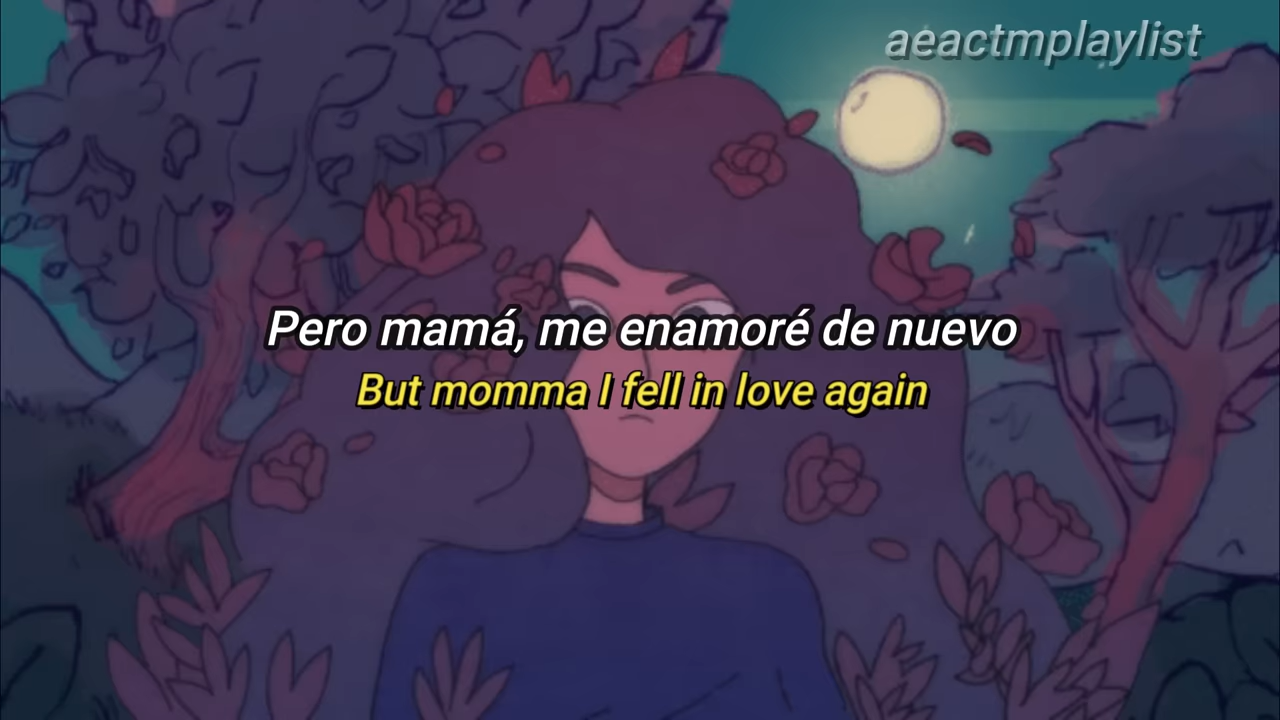 aeactmplaylist
Pero mamá, me enamoré de nuevo
But momma I fell in love again